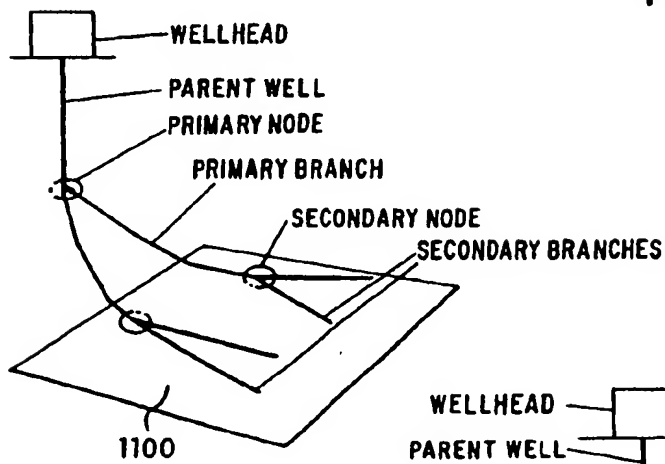 WELLHEAD
PARENT WELL
PRIMARY NODE
PRIMARY BRANCH
SECONDARY NODE
SECONDARY BRANCHES
1100
WELLHEAD
PARENT WELL